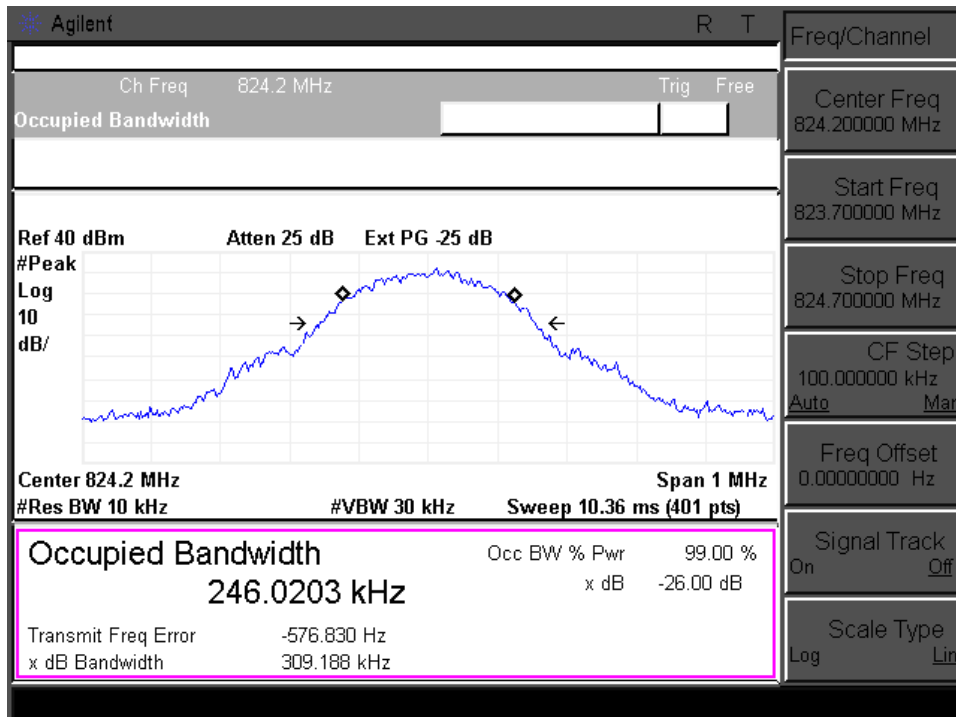 Agilent R T
Ch Freq 824.2 MHz Trig Free
Occupied Bandwidth
Ref 40 dBm Atten 25 dB Ext PG -25 dB
#Peak
Log
10
dB/
Center 824.2 MHz Span 1 MHz
#Res BW 10 kHz #VBW 30 kHz Sweep 10.36 ms (401 pts)
Occupied Bandwidth
246.0203 kHz
Occ BW % Pwr 99.00 %
x dB -26.00 dB
Transmit Freq Error -576.830 Hz
x dB Bandwidth 309.188 kHz
Freq/Channel
Center Freq
824.200000 MHz
Start Freq
823.700000 MHz
Stop Freq
824.700000 MHz
CF Step
100.000000 kHz
Auto Man
Freq Offset
0.00000000 Hz
Signal Track
On Off
Scale Type
Log Lin